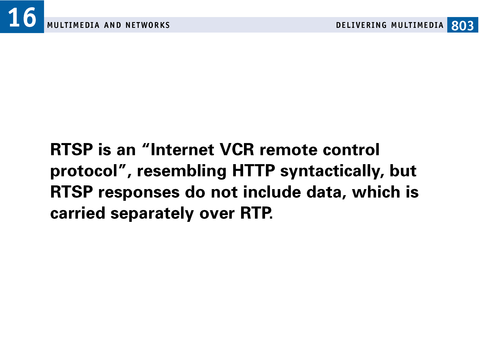 16
MULTIMEDIA AND NETWORKS
DELIVERING MULTIMEDIA 803
RTSP is an “Internet VCR remote control
protocol”, resembling HTTP syntactically, but
RTSP responses do not include data, which is
carried separately over RTP.